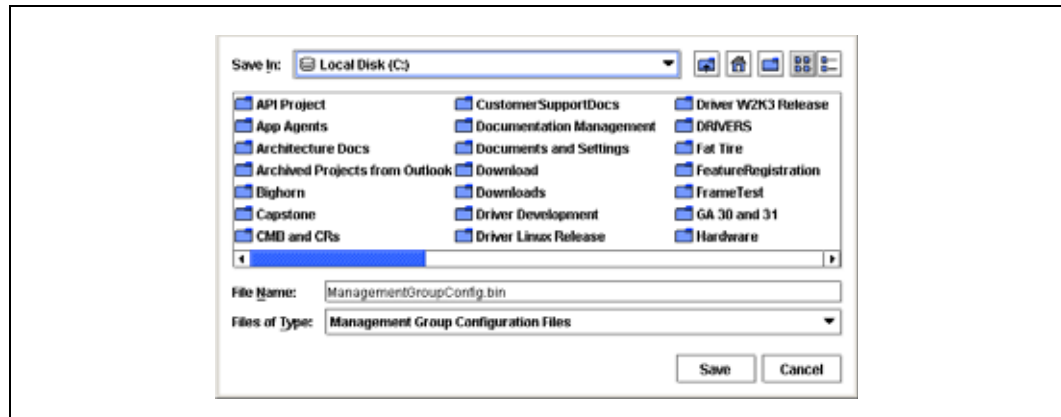 Save In: Local Disk (C:)
API Project CustomerSupportDocs Driver W2K3 Release
App Agents Documentation Management DRIVERS
Architecture Docs Documents and Settings Fat Tire
Archived Projects from Outlook Download FeatureRegistration
Bighorn Downloads FrameTest
Capstone Driver Development GA 30 and 31
CMB and CRs Driver Linux Release Hardware
File Name: ManagementGroupConfig.bin
Files of Type: Management Group Configuration Files
Save Cancel